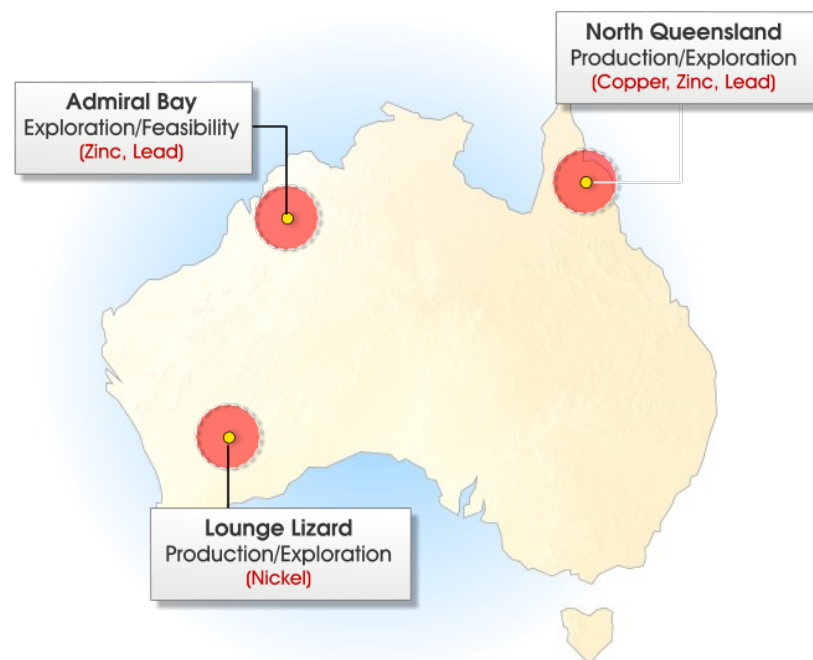 North Queensland
Production/Exploration
(Copper, Zinc, Lead)
Admiral Bay
Exploration/Feasibility
(Zinc, Lead)
Lounge Lizard
Production/Exploration
(Nickel)